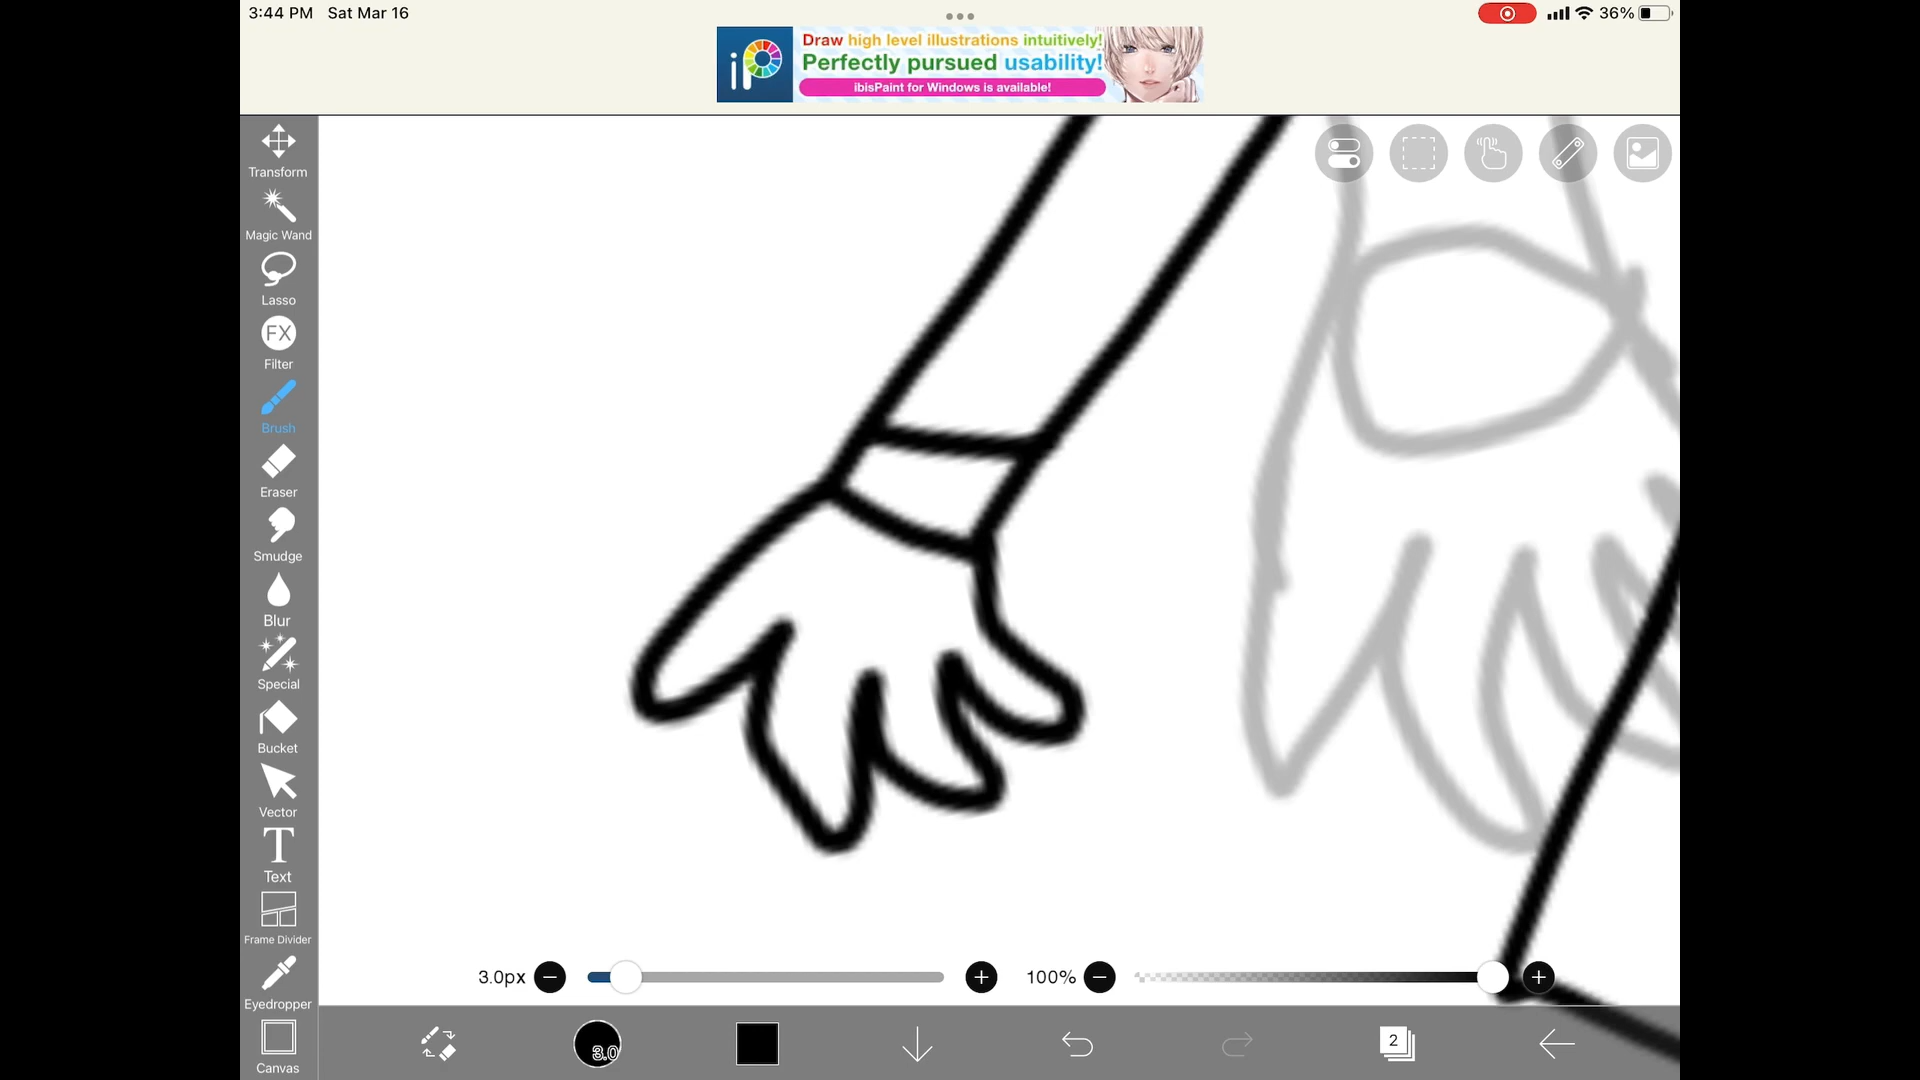 3:44 PM Sat Mar 16
36%
iP
Draw high level illustrations intuitively!
Perfectly pursued usability!
ibisPaint for Windows is available!
Transform
Magic Wand
Lasso
FX
Filter
Brush
Eraser
Smudge
Blur
Special
Bucket
Vector
T
Text
Frame Divider
Eyedropper
Canvas
3.0px
100%
3.0
2